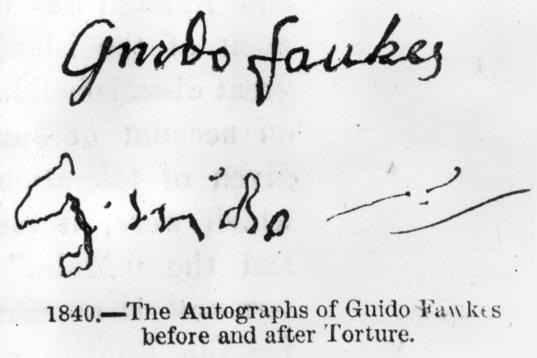 Guido fawkes
Guido
1840.—The Autographs of Guido Fawkes
before and after Torture.